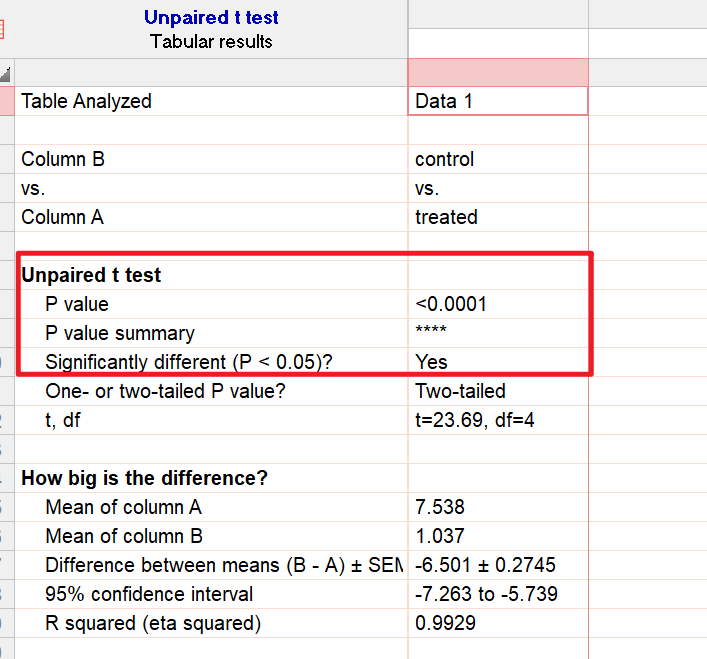 Unpaired t test
Tabular results
Table Analyzed Data 1
Column B control
vs. vs.
Column A treated
Unpaired t test
P value <0.0001
P value summary ****
Significantly different (P < 0.05)? Yes
One- or two-tailed P value? Two-tailed
t, df t=23.69, df=4
How big is the difference?
Mean of column A 7.538
Mean of column B 1.037
Difference between means (B - A) ± SEM -6.501 ± 0.2745
95% confidence interval -7.263 to -5.739
R squared (eta squared) 0.9929